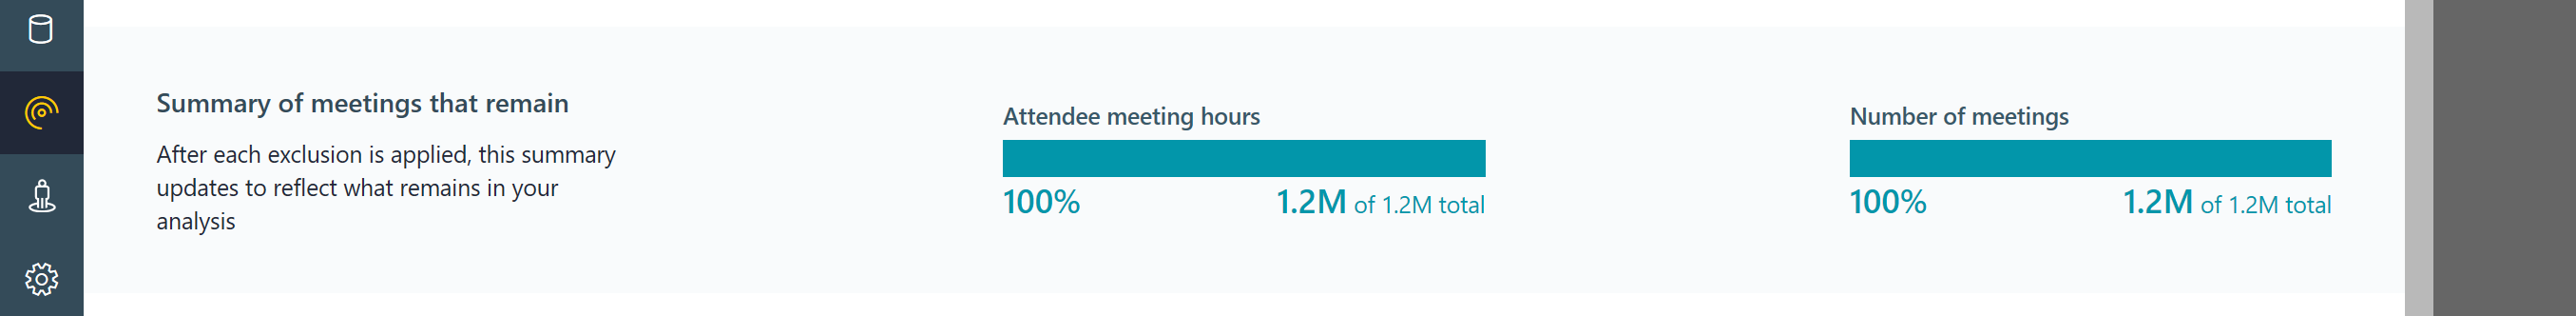 Summary of meetings that remain
After each exclusion is applied, this summary
updates to reflect what remains in your
analysis
Attendee meeting hours
100% 1.2M of 1.2M total
Number of meetings
100% 1.2M of 1.2M total